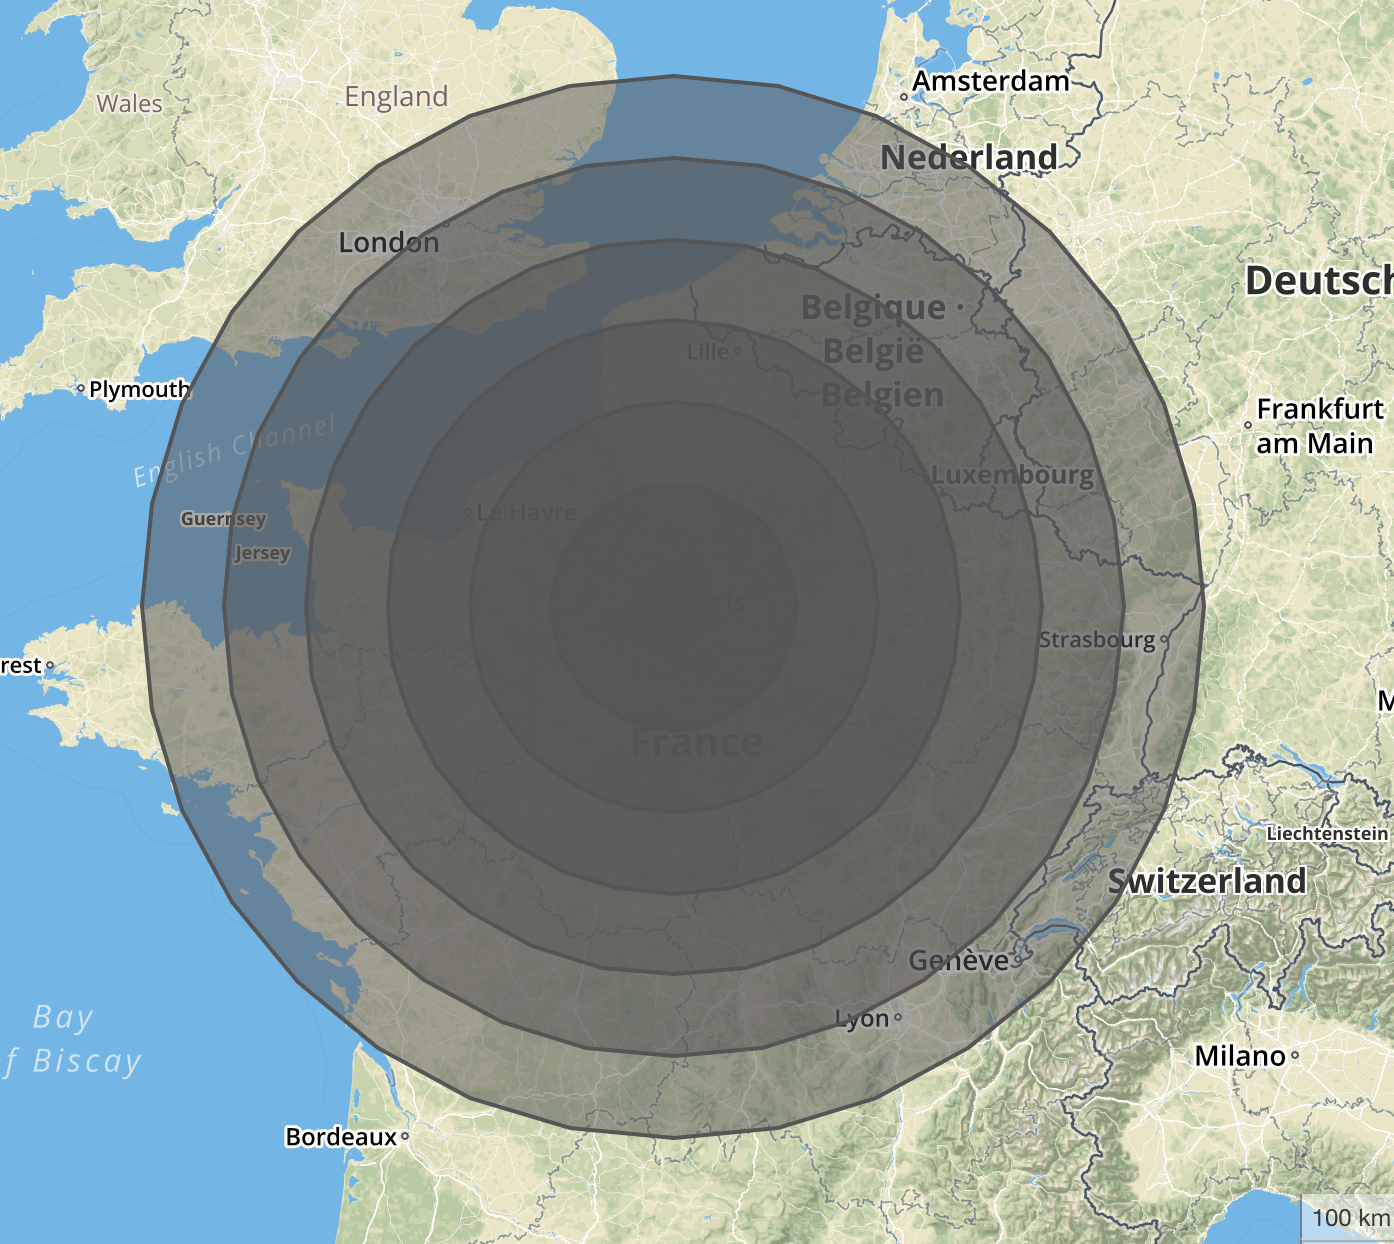 Amsterdam
Wales
England
Nederland
London
Deutsch
Belgique ·
België
Belgien
Lille
Plymouth
Frankfurt
am Main
English Channel
Luxembourg
Le Havre
Guernsey
Jersey
Paris
Strasbourg
rest
M
France
Liechtenstein
Switzerland
Genève
Lyon
Bay
f Biscay
Milano
Bordeaux
100 km